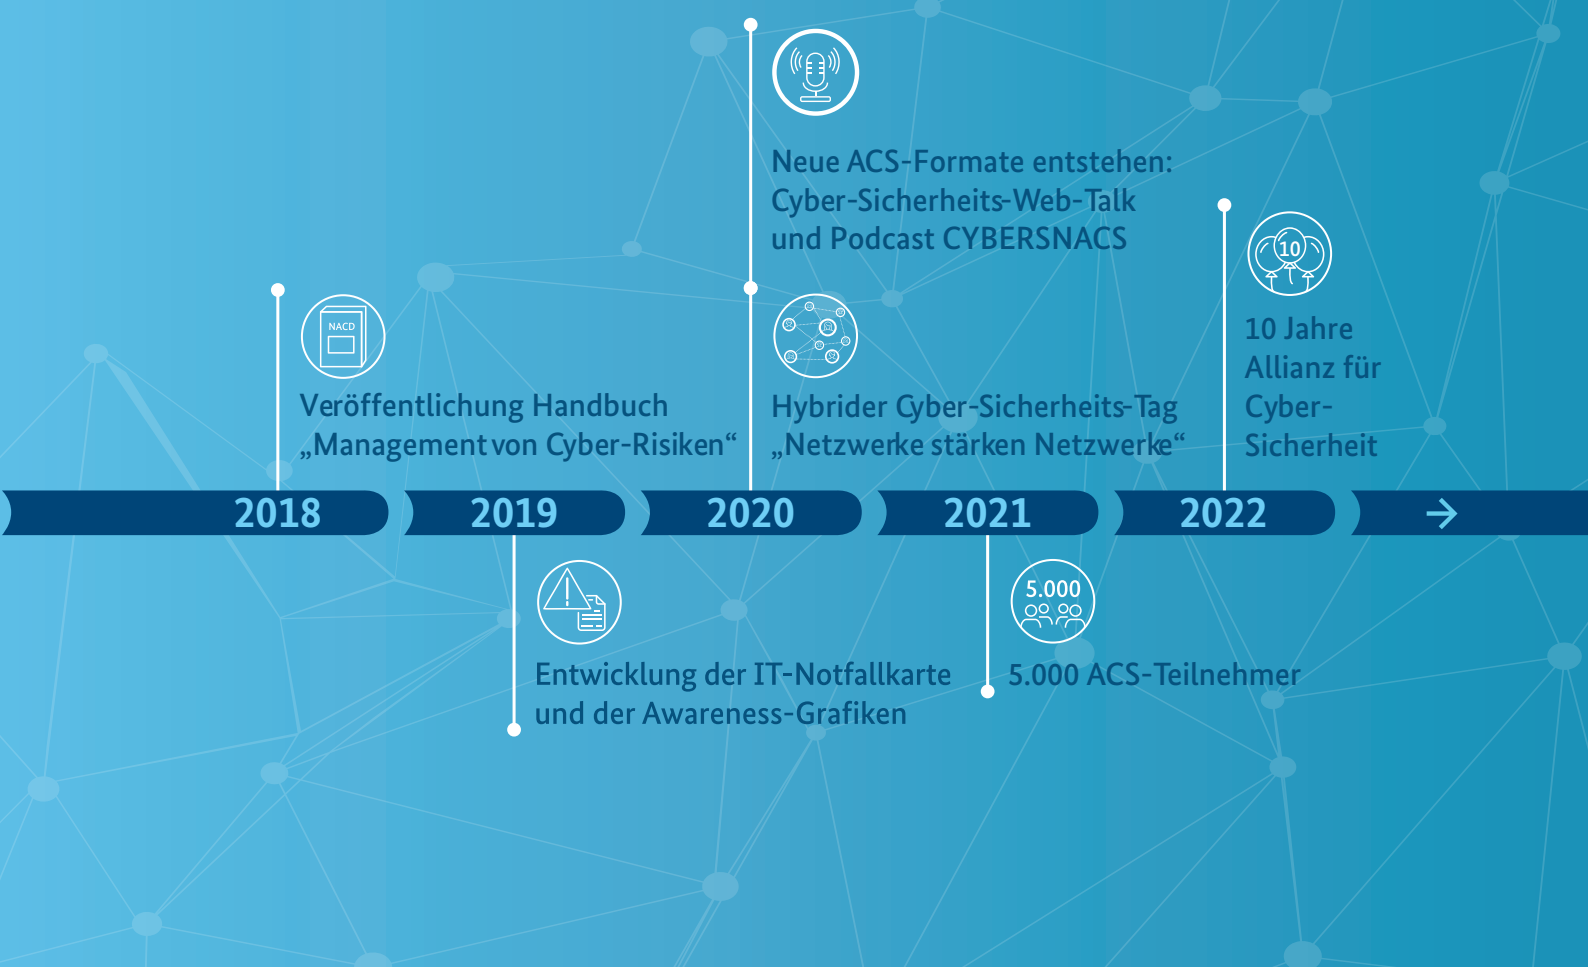 Neue ACS-Formate entstehen:
Cyber-Sicherheits-Web-Talk
und Podcast CYBERSNACS
10
10 Jahre
Allianz für
Cyber-
Sicherheit
NACD
Veröffentlichung Handbuch
„Management von Cyber-Risiken“
Hybrider Cyber-Sicherheits-Tag
„Netzwerke stärken Netzwerke“
2018
2019
2020
2021
2022
Entwicklung der IT-Notfallkarte
und der Awareness-Grafiken
5.000
5.000 ACS-Teilnehmer